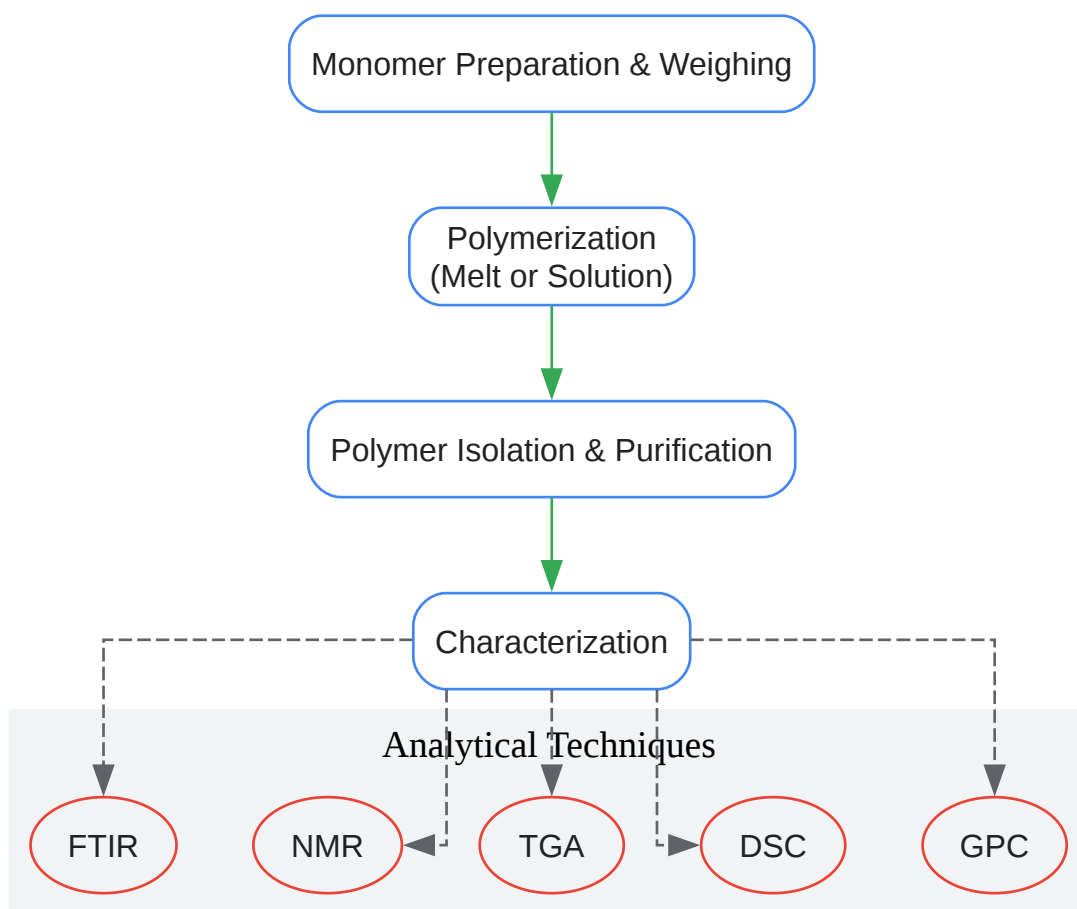 Monomer Preparation & Weighing
Polymerization
(Melt or Solution)
Polymer Isolation & Purification
Characterization
Analytical Techniques
FTIR
NMR
TGA
DSC
GPC